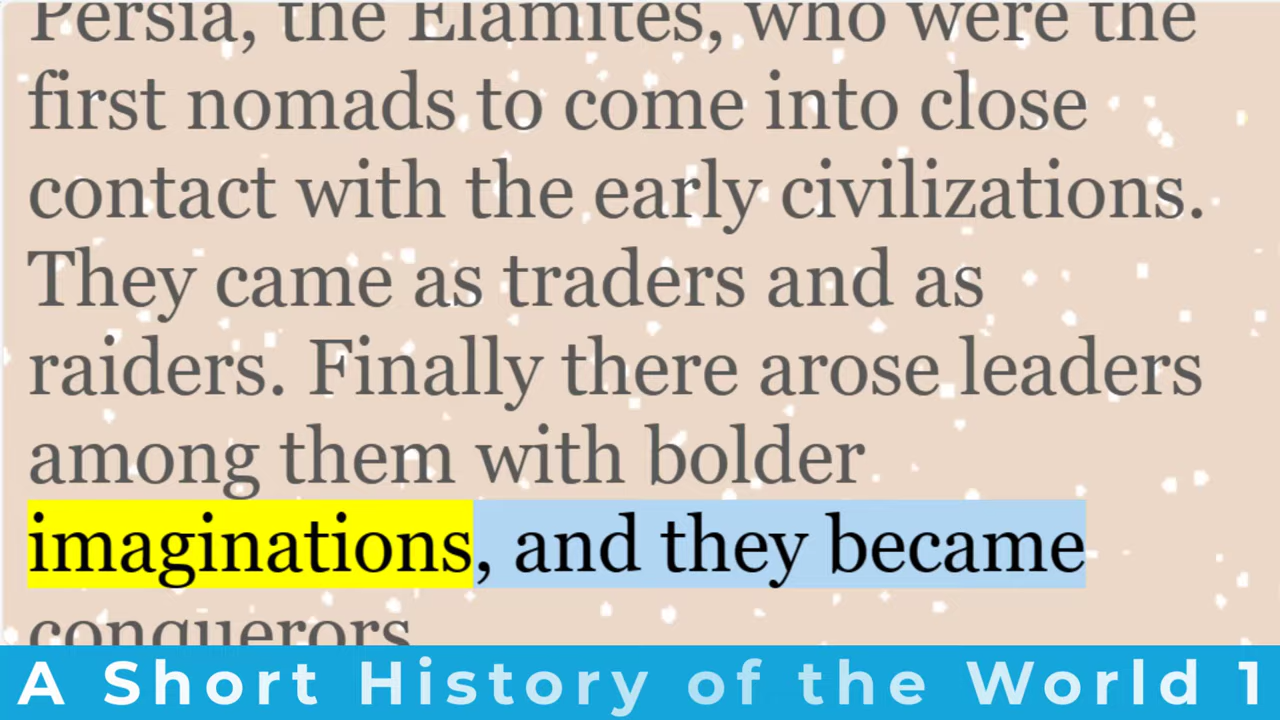 Persia, the Elamites, who were the
first nomads to come into close
contact with the early civilizations.
They came as traders and as
raiders. Finally there arose leaders
among them with bolder
imaginations, and they became
conquerors.
A Short History of the World 1